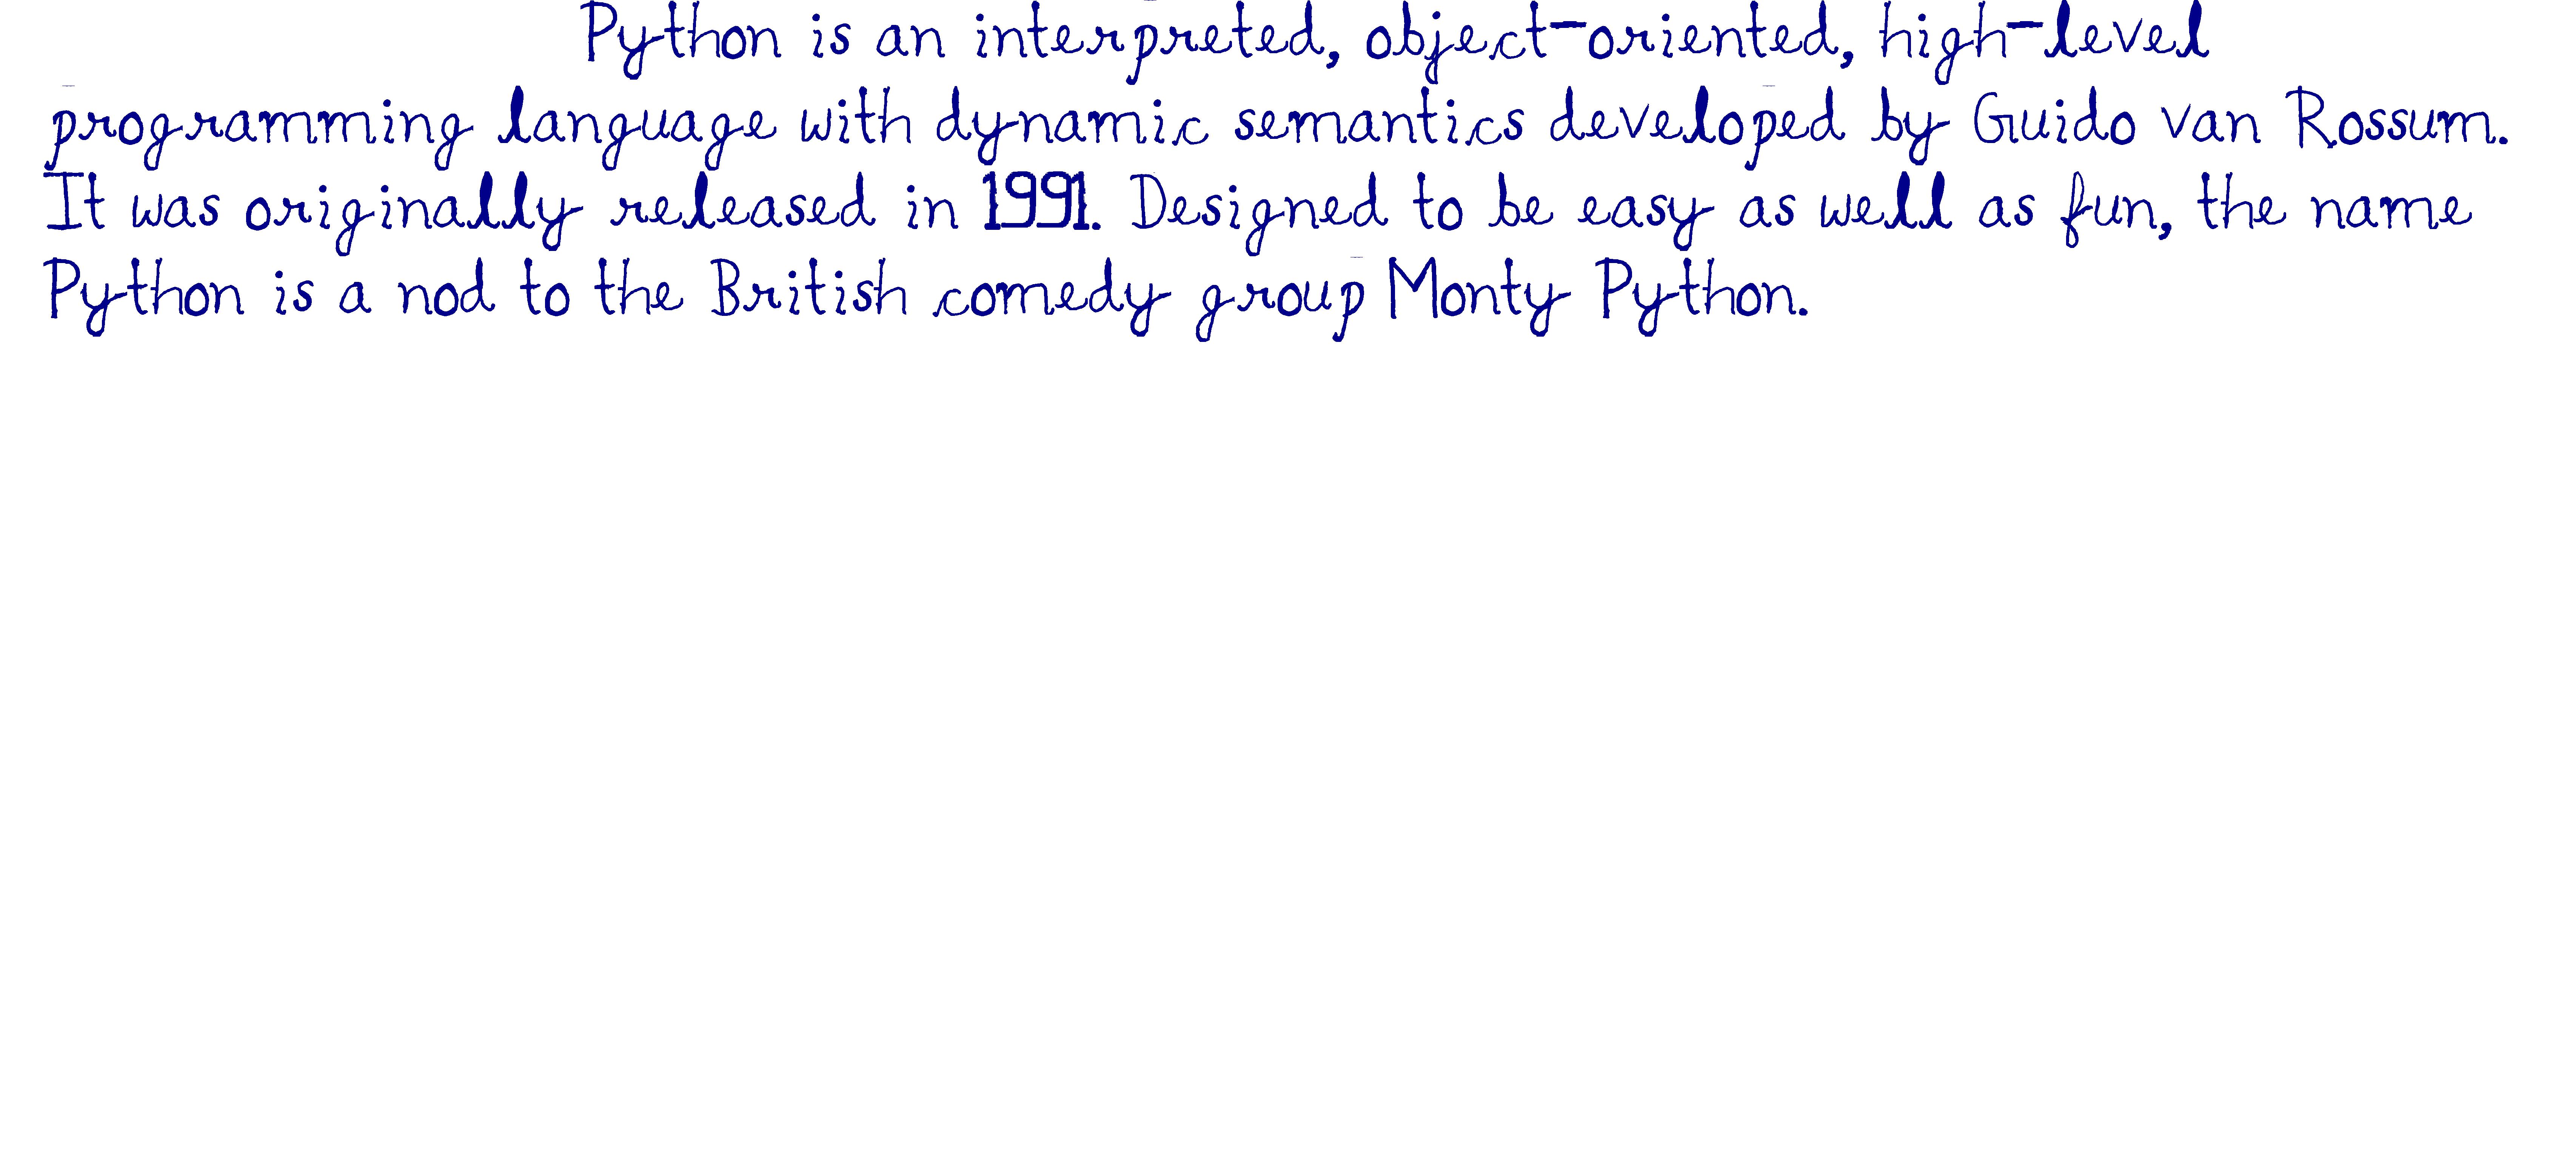 Python is an interpreted, object-oriented, high-level
programming language with dynamic semantics developed by Guido van Rossum.
It was originally released in 1991. Designed to be easy as well as fun, the name
Python is a nod to the British comedy group Monty Python.